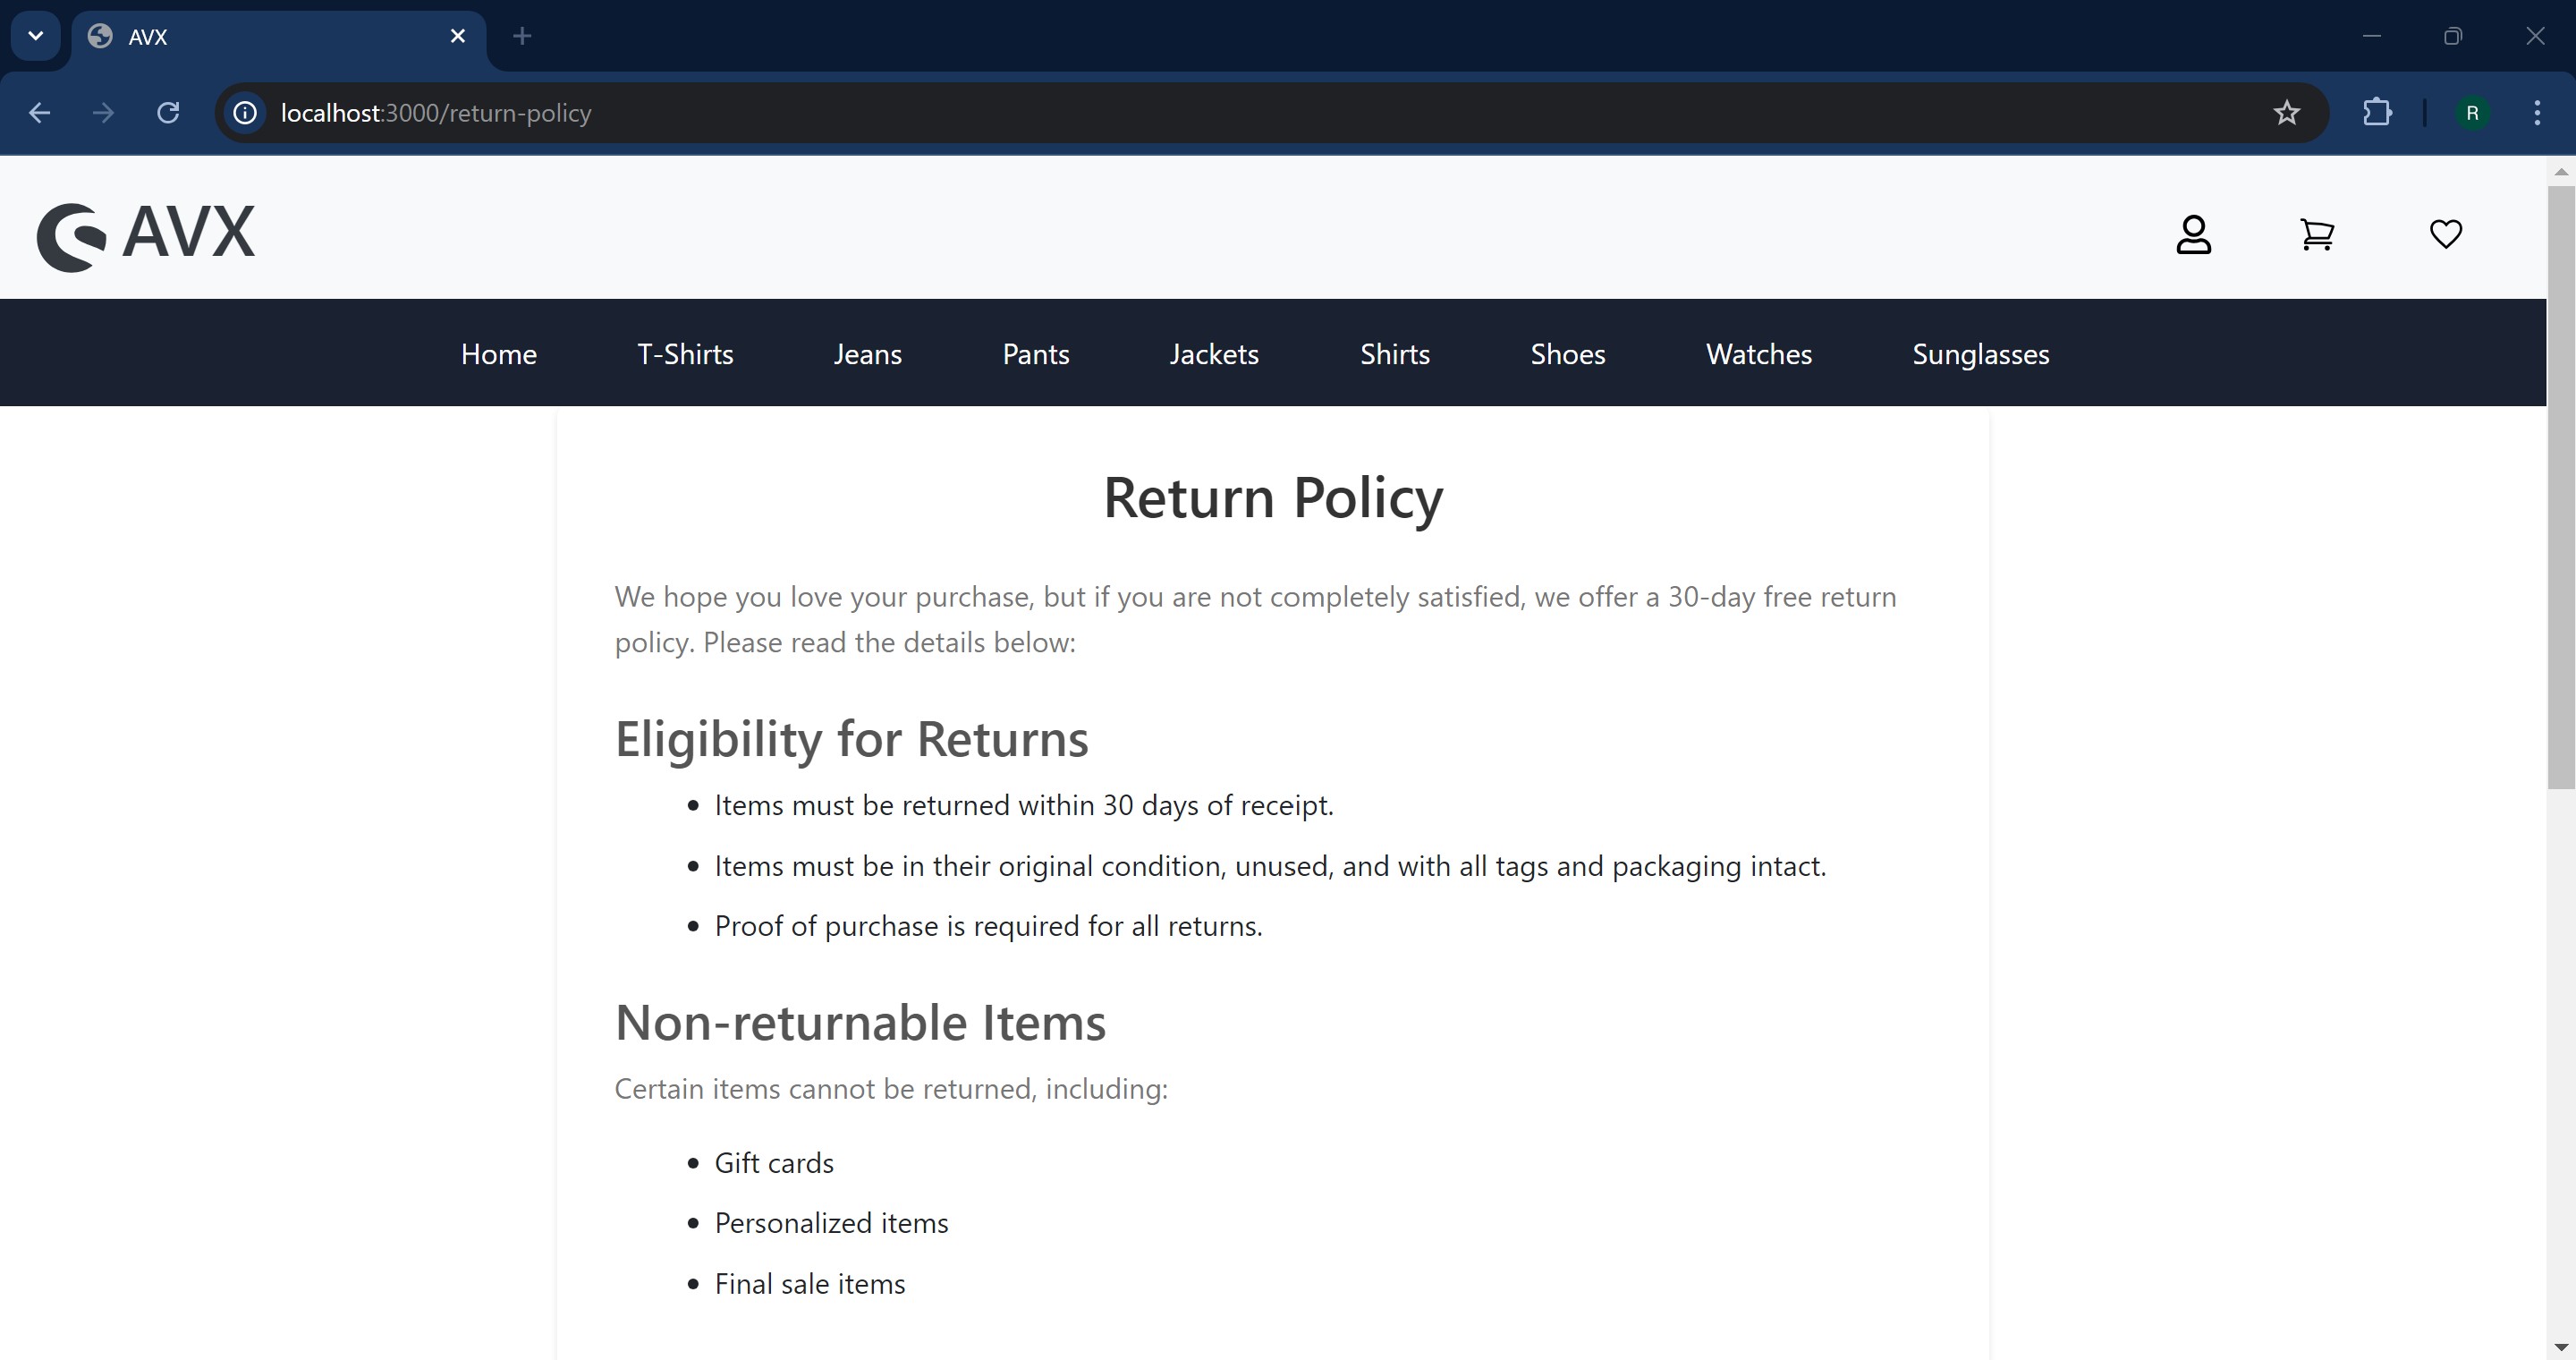 AVX
localhost:3000/return-policy
R
AVX
Home T-Shirts Jeans Pants Jackets Shirts Shoes Watches Sunglasses
Return Policy
We hope you love your purchase, but if you are not completely satisfied, we offer a 30-day free return
policy. Please read the details below:
Eligibility for Returns
• Items must be returned within 30 days of receipt.
• Items must be in their original condition, unused, and with all tags and packaging intact.
• Proof of purchase is required for all returns.
Non-returnable Items
Certain items cannot be returned, including:
• Gift cards
• Personalized items
• Final sale items